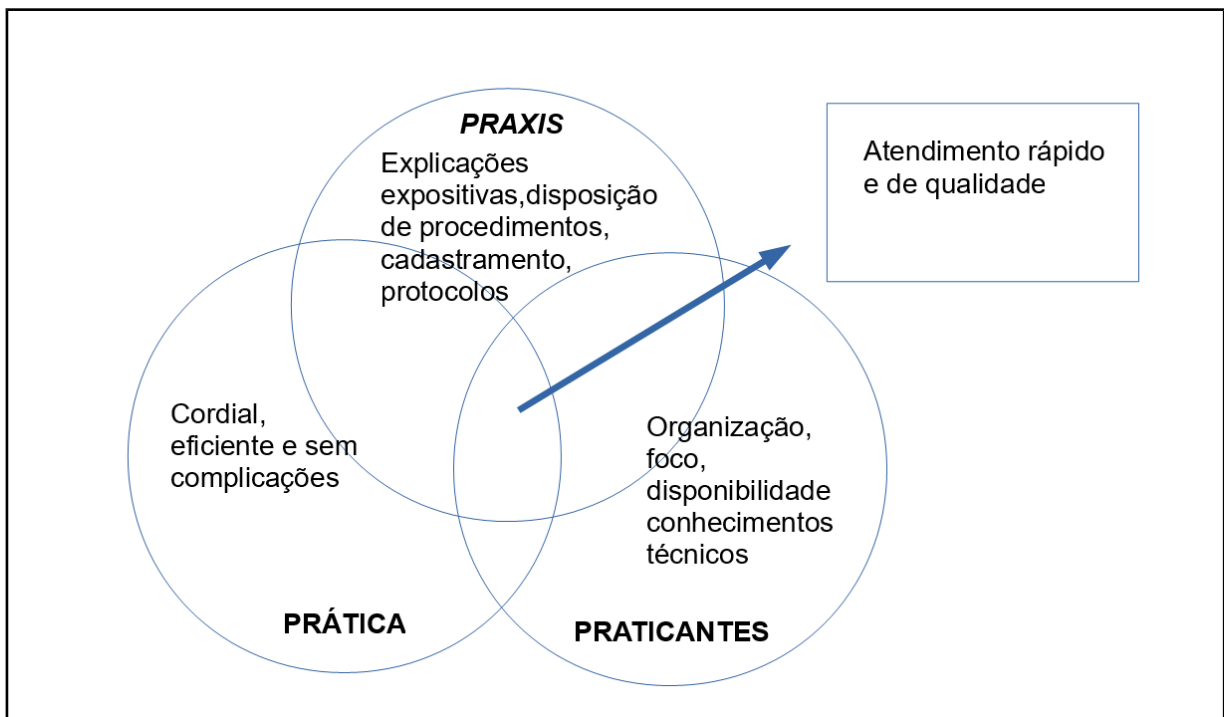 PRAXIS
Explicações
expositivas,disposição
de procedimentos,
cadastramento,
protocolos
Atendimento rápido
e de qualidade
Cordial,
eficiente e sem
complicações
Organização,
foco,
disponibilidade
conhecimentos
técnicos
PRÁTICA
PRATICANTES